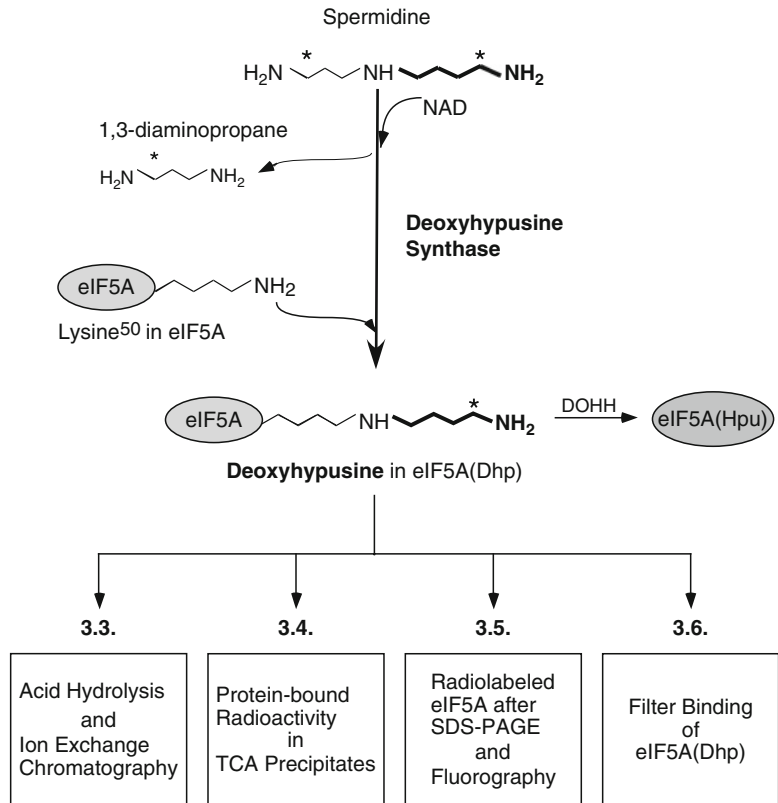 Spermidine
*
*
H2N
NH
NH2
NAD
1,3-diaminopropane
*
H2N
NH2
Deoxyhypusine
Synthase
eIF5A
NH2
Lysine50 in eIF5A
*
eIF5A
NH
NH2
DOHH
eIF5A(Hpu)
Deoxyhypusine in eIF5A(Dhp)
3.3.
3.4.
3.5.
3.6.
Acid Hydrolysis
and
Ion Exchange
Chromatography
Protein-bound
Radioactivity
in
TCA Precipitates
Radiolabeled
eIF5A after
SDS-PAGE
and
Fluorography
Filter Binding
of
eIF5A(Dhp)